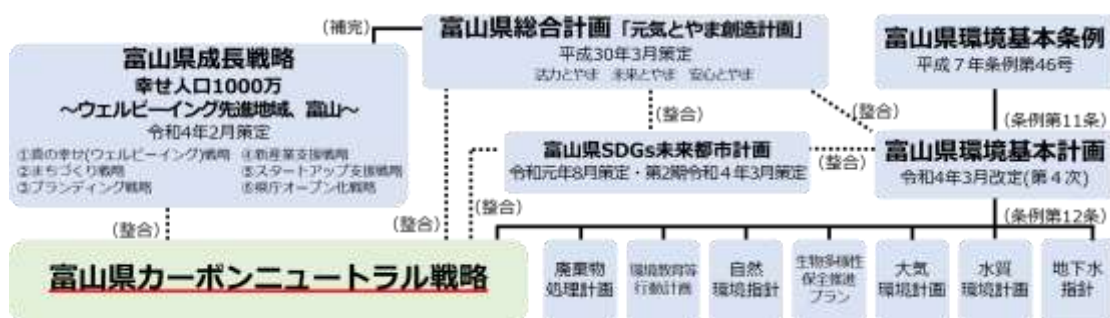 (補完)
富山県総合計画「元気とやま創造計画」
平成30年3月策定
活力とやま 未来とやま 安心とやま
富山県環境基本条例
平成7年条例第46号
富山県成長戦略
幸せ人口1000万
～ウェルビーイング先進地域、富山～
令和4年2月策定
①真の幸せ(ウェルビーイング)戦略 ④新産業支援戦略
②まちづくり戦略 ⑤スタートアップ支援戦略
③ブランディング戦略 ⑥県庁オープン化戦略
(整合)
(整合)
(条例第11条)
富山県SDGs未来都市計画
令和元年8月策定・第2期令和4年3月策定
(整合)
富山県環境基本計画
令和4年3月改定(第4次)
(整合)
(整合)
(整合)
(条例第12条)
富山県カーボンニュートラル戦略
廃棄物
処理計画
環境教育等
行動計画
自然
環境指針
生物多様性
保全推進
プラン
大気
環境計画
水質
環境計画
地下水
指針